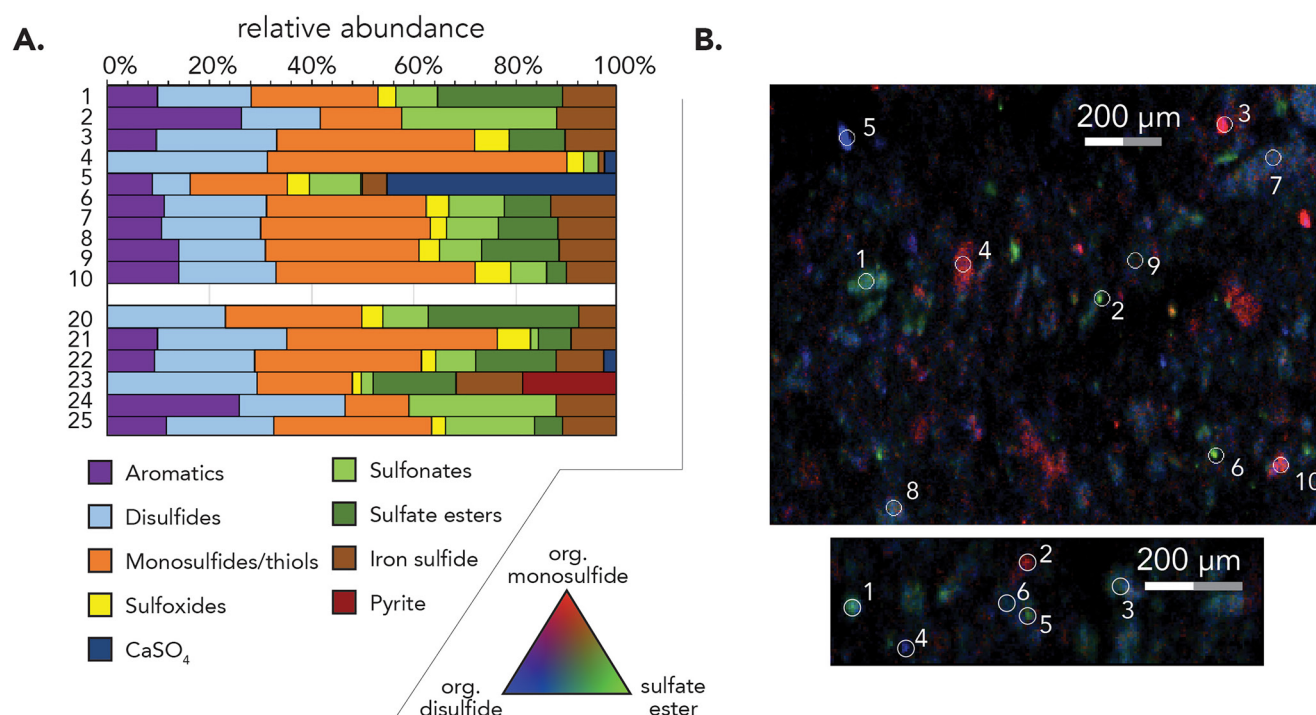 A.
relative abundance
0% 20% 40% 60% 80% 100%
1
2
3
4
5
6
7
8
9
10
20
21
22
23
24
25
Aromatics
Disulfides
Monosulfides/thiols
Sulfoxides
CaSO4
Sulfonates
Sulfate esters
Iron sulfide
Pyrite
org.
monosulfide
org.
disulfide
sulfate
ester
B.
200 µm
5
3
7
1
4
9
2
6
10
8
200 µm
2
1
6
3
5
4